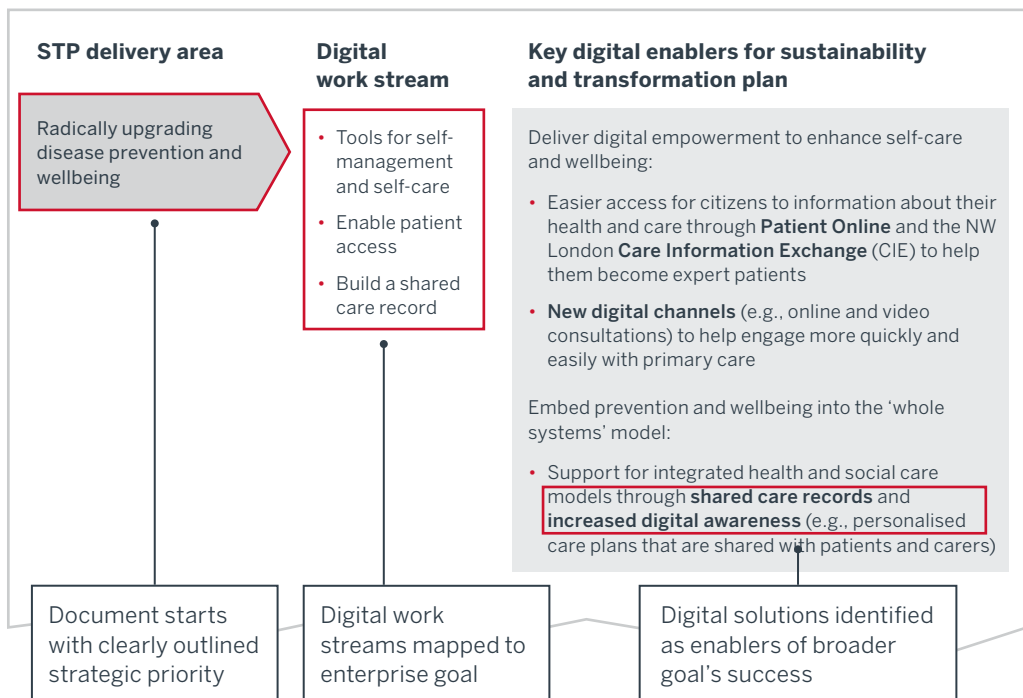 STP delivery area
Radically upgrading
disease prevention and
wellbeing
Digital
work stream
• Tools for self-
management
and self-care
• Enable patient
access
• Build a shared
care record
Key digital enablers for sustainability
and transformation plan
Deliver digital empowerment to enhance self-care
and wellbeing:
• Easier access for citizens to information about their
health and care through Patient Online and the NW
London Care Information Exchange (CIE) to help
them become expert patients
• New digital channels (e.g., online and video
consultations) to help engage more quickly and
easily with primary care
Embed prevention and wellbeing into the ‘whole
systems’ model:
• Support for integrated health and social care
models through shared care records and
increased digital awareness (e.g., personalised
care plans that are shared with patients and carers)
Document starts
with clearly outlined
strategic priority
Digital work
streams mapped to
enterprise goal
Digital solutions identified
as enablers of broader
goal’s success